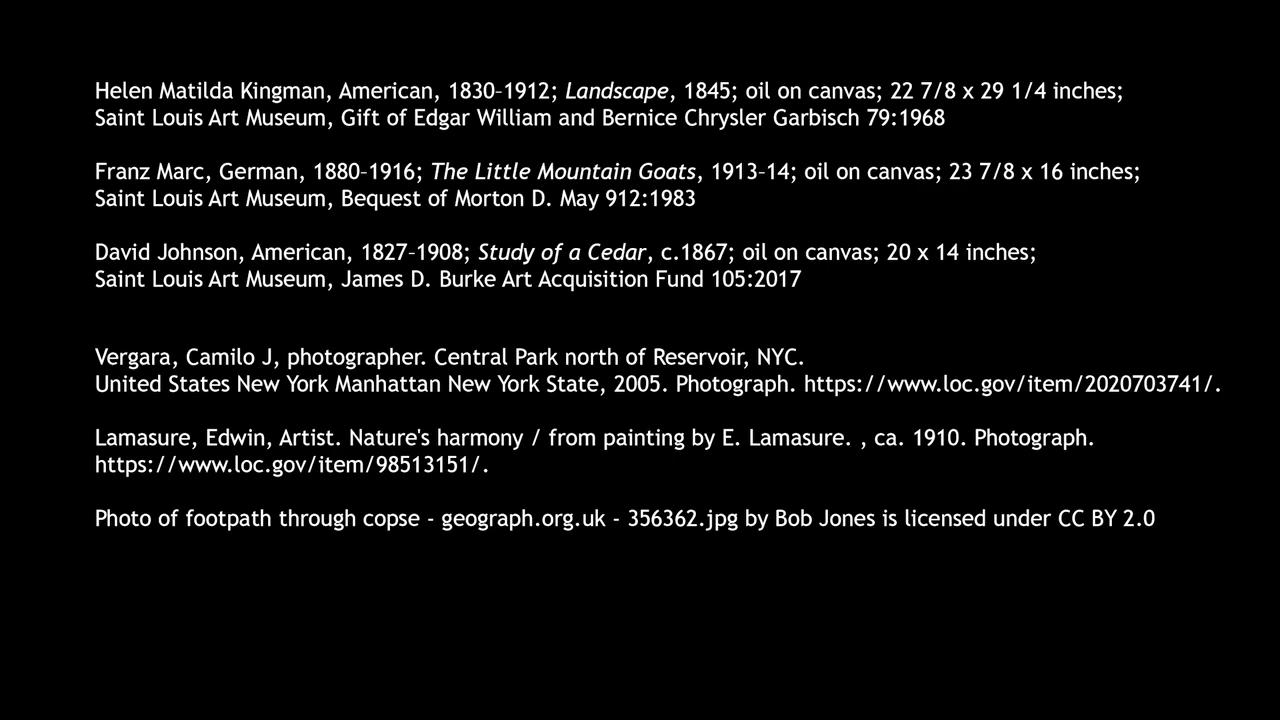 Helen Matilda Kingman, American, 1830–1912; Landscape, 1845; oil on canvas; 22 7/8 x 29 1/4 inches;
Saint Louis Art Museum, Gift of Edgar William and Bernice Chrysler Garbisch 79:1968
Franz Marc, German, 1880–1916; The Little Mountain Goats, 1913–14; oil on canvas; 23 7/8 x 16 inches;
Saint Louis Art Museum, Bequest of Morton D. May 912:1983
David Johnson, American, 1827–1908; Study of a Cedar, c.1867; oil on canvas; 20 x 14 inches;
Saint Louis Art Museum, James D. Burke Art Acquisition Fund 105:2017
Vergara, Camilo J, photographer. Central Park north of Reservoir, NYC.
United States New York Manhattan New York State, 2005. Photograph. https://www.loc.gov/item/2020703741/.
Lamasure, Edwin, Artist. Nature's harmony / from painting by E. Lamasure. , ca. 1910. Photograph.
https://www.loc.gov/item/98513151/.
Photo of footpath through copse - geograph.org.uk - 356362.jpg by Bob Jones is licensed under CC BY 2.0